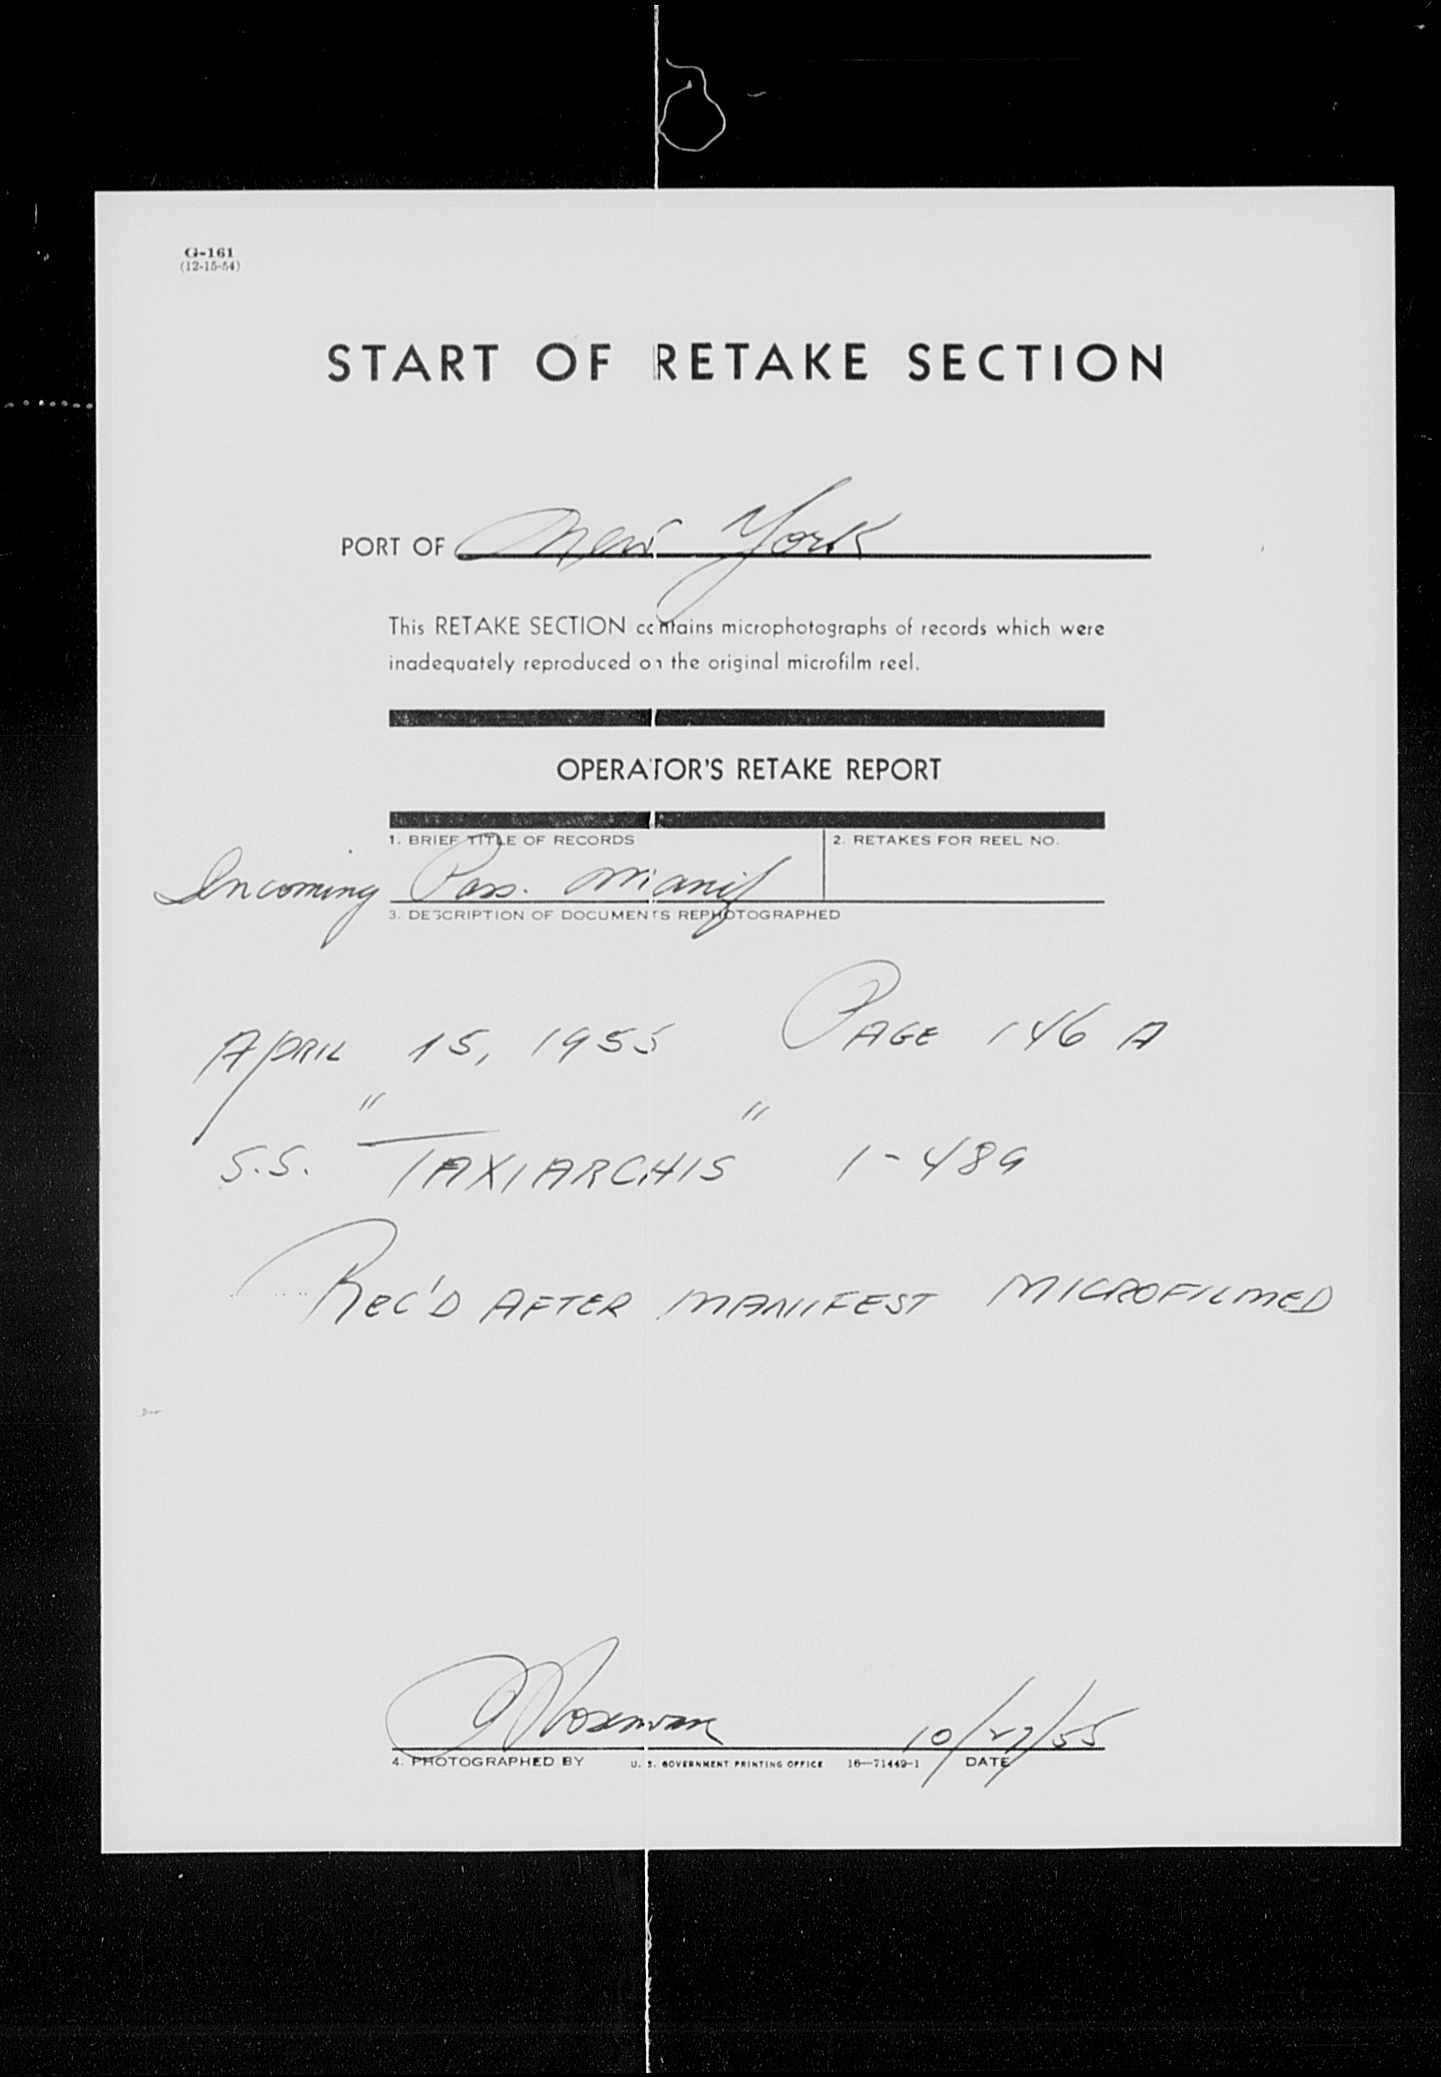 G-161
(12-15-54)
START OF RETAKE SECTION
PORT OF New York
This RETAKE SECTION contains microphotographs of records which were
inadequately reproduced on the original microfilm reel.
OPERATOR'S RETAKE REPORT
1. BRIEF TITLE OF RECORDS 2. RETAKES FOR REEL NO.
Incoming Pass. Manif
3. DESCRIPTION OF DOCUMENTS REPHOTOGRAPHED
APRIL 15, 1955 PAGE 146 A
S.S. "TAXIARCHIS" 1-489
REC'D AFTER MANIFEST MICROFILMED
10/27/55
4. PHOTOGRAPHED BY U. S. GOVERNMENT PRINTING OFFICE 16—71449-1 DATE